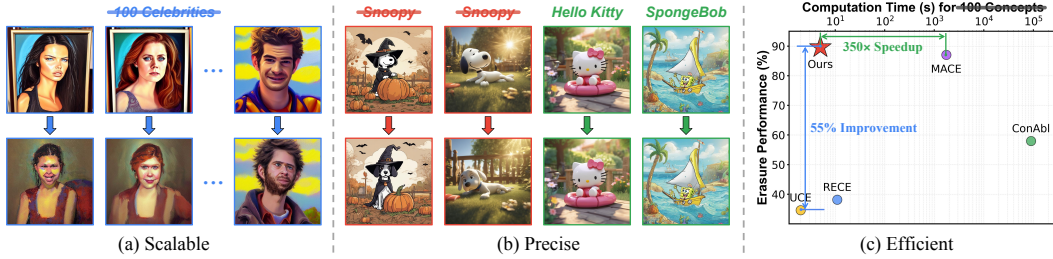 100 Celebrities
...
(a) Scalable
Snoopy
Snoopy
Hello Kitty
SpongeBob
(b) Precise
Computation Time (s) for 100 Concepts
10¹
10²
10³
10⁴
10⁵
Erasure Performance (%)
90
80
70
60
50
40
350× Speedup
Ours
MACE
55% Improvement
ConAbl
RECE
UCE
(c) Efficient